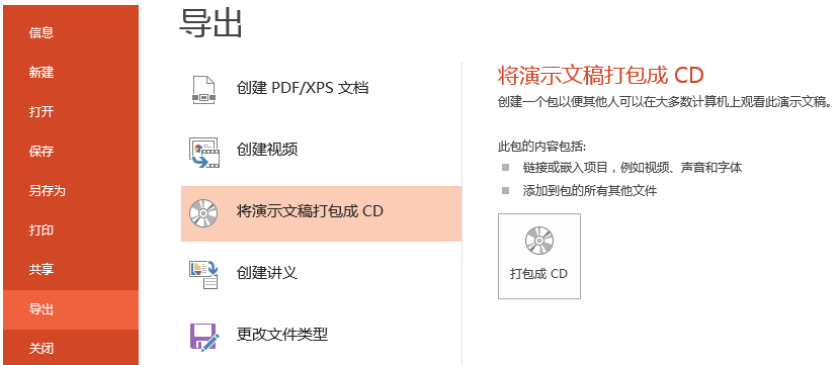 信息
新建
打开
保存
另存为
打印
共享
导出
关闭
导出
创建 PDF/XPS 文档
创建视频
将演示文稿打包成 CD
创建讲义
更改文件类型
将演示文稿打包成 CD
创建一个包以便其他人可以在大多数计算机上观看此演示文稿。
此包的内容包括:
链接或嵌入项目，例如视频、声音和字体
添加到包的所有其他文件
打包成 CD